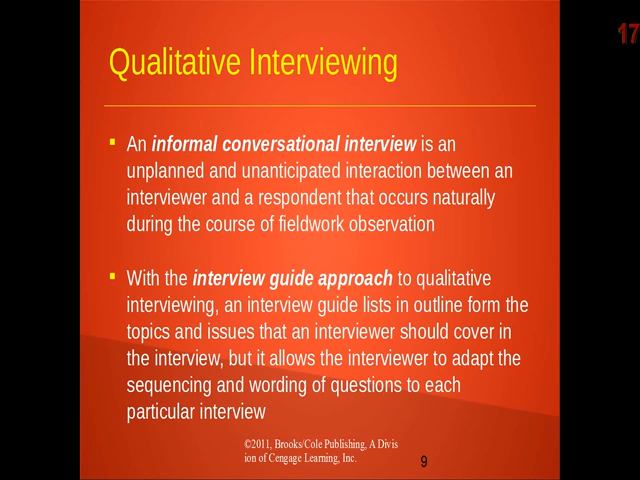 17
Qualitative Interviewing
▪ An informal conversational interview is an
unplanned and unanticipated interaction between an
interviewer and a respondent that occurs naturally
during the course of fieldwork observation
▪ With the interview guide approach to qualitative
interviewing, an interview guide lists in outline form the
topics and issues that an interviewer should cover in
the interview, but it allows the interviewer to adapt the
sequencing and wording of questions to each
particular interview
©2011, Brooks/Cole Publishing, A Divis
ion of Cengage Learning, Inc.
9